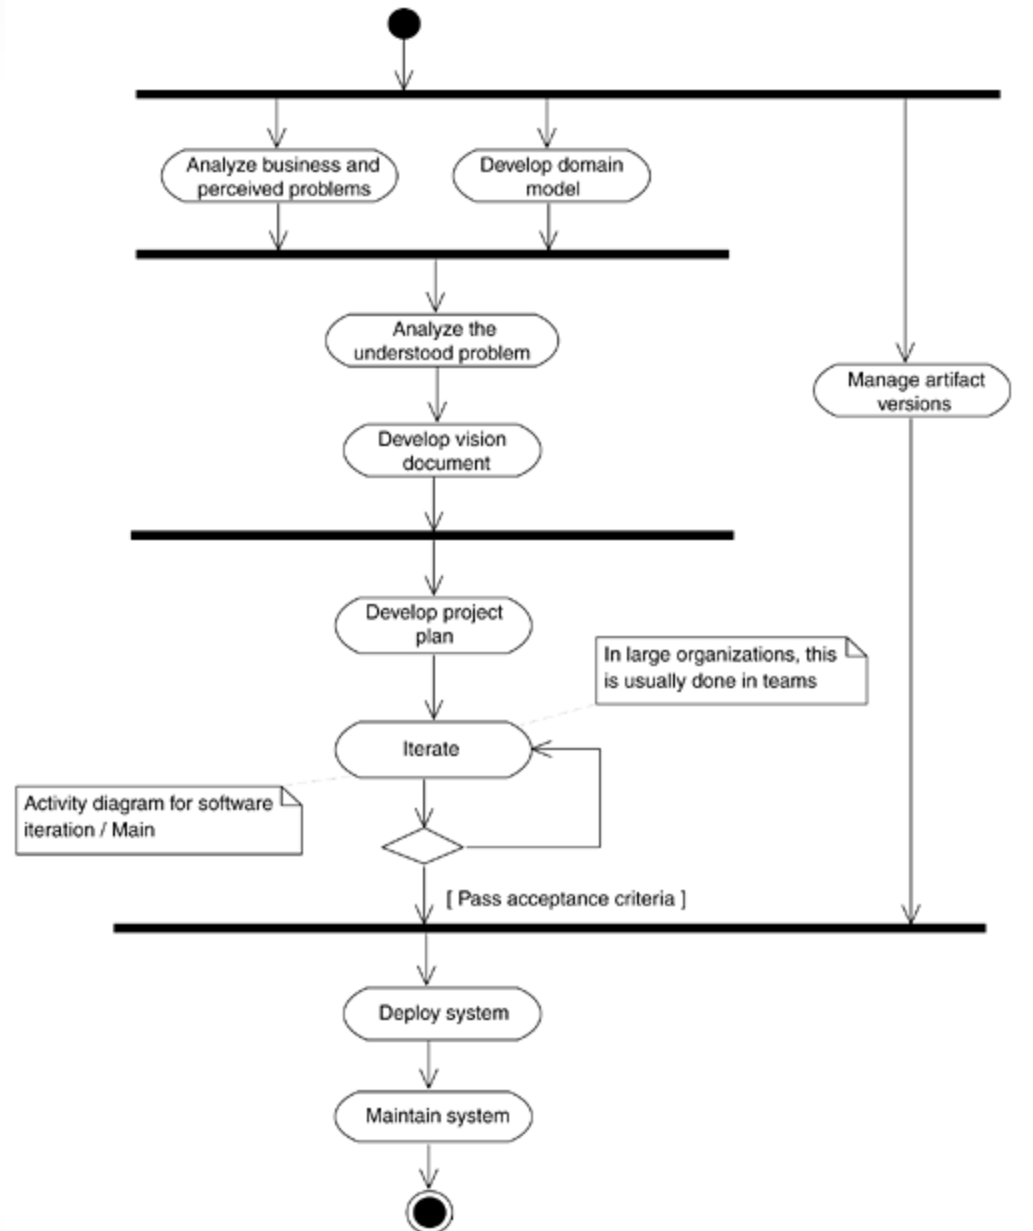 Analyze business and
perceived problems
Develop domain
model
Analyze the
understood problem
Manage artifact
versions
Develop vision
document
Develop project
plan
In large organizations, this
is usually done in teams
Iterate
Activity diagram for software
iteration / Main
[ Pass acceptance criteria ]
Deploy system
Maintain system